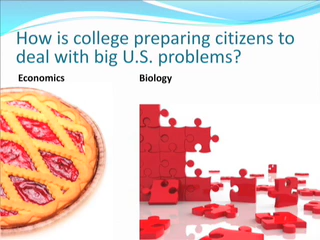 How is college preparing citizens to
deal with big U.S. problems?
Economics
Biology